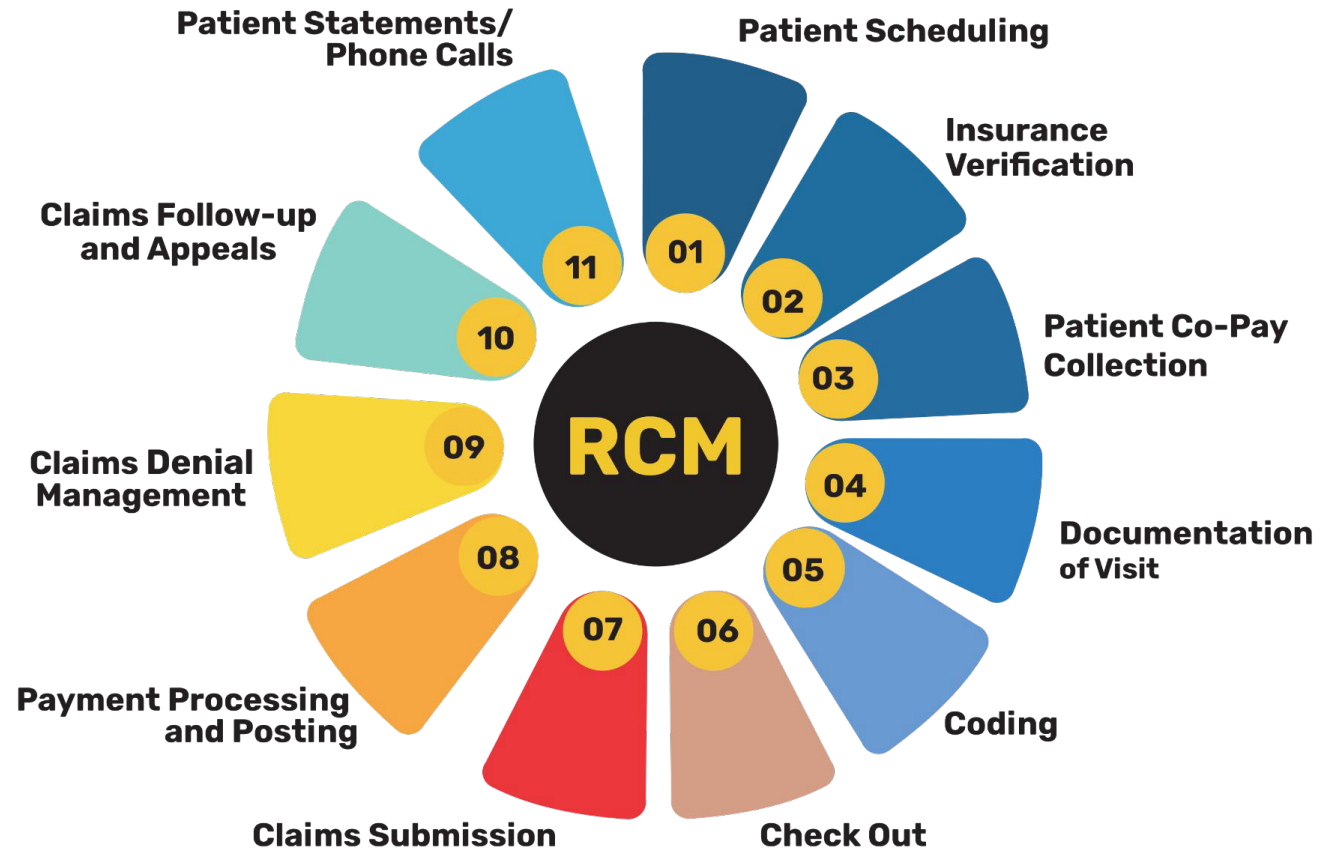 Patient Scheduling
01
Insurance
Verification
02
Patient Co-Pay
Collection
03
Documentation
of Visit
04
Coding
05
Check Out
06
Claims Submission
07
Payment Processing
and Posting
08
Claims Denial
Management
09
Claims Follow-up
and Appeals
10
Patient Statements/
Phone Calls
11
RCM